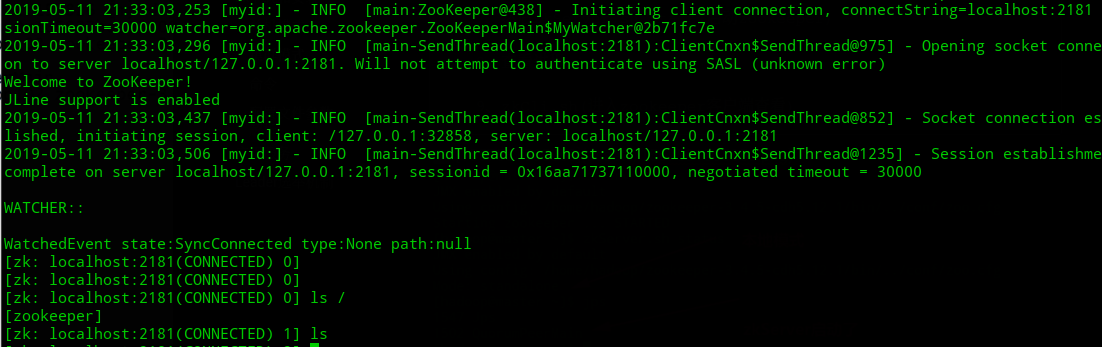 2019-05-11 21:33:03,253 [myid:] - INFO  [main:ZooKeeper@438] - Initiating client connection, connectString=localhost:2181
sionTimeout=30000 watcher=org.apache.zookeeper.ZooKeeperMain$MyWatcher@2b71fc7e
2019-05-11 21:33:03,296 [myid:] - INFO  [main-SendThread(localhost:2181):ClientCnxn$SendThread@975] - Opening socket conne
on to server localhost/127.0.0.1:2181. Will not attempt to authenticate using SASL (unknown error)
Welcome to ZooKeeper!
JLine support is enabled
2019-05-11 21:33:03,437 [myid:] - INFO  [main-SendThread(localhost:2181):ClientCnxn$SendThread@852] - Socket connection es
lished, initiating session, client: /127.0.0.1:32858, server: localhost/127.0.0.1:2181
2019-05-11 21:33:03,506 [myid:] - INFO  [main-SendThread(localhost:2181):ClientCnxn$SendThread@1235] - Session establishme
complete on server localhost/127.0.0.1:2181, sessionid = 0x16aa71737110000, negotiated timeout = 30000
WATCHER::
WatchedEvent state:SyncConnected type:None path:null
[zk: localhost:2181(CONNECTED) 0]
[zk: localhost:2181(CONNECTED) 0]
[zk: localhost:2181(CONNECTED) 0] ls /
[zookeeper]
[zk: localhost:2181(CONNECTED) 1] ls